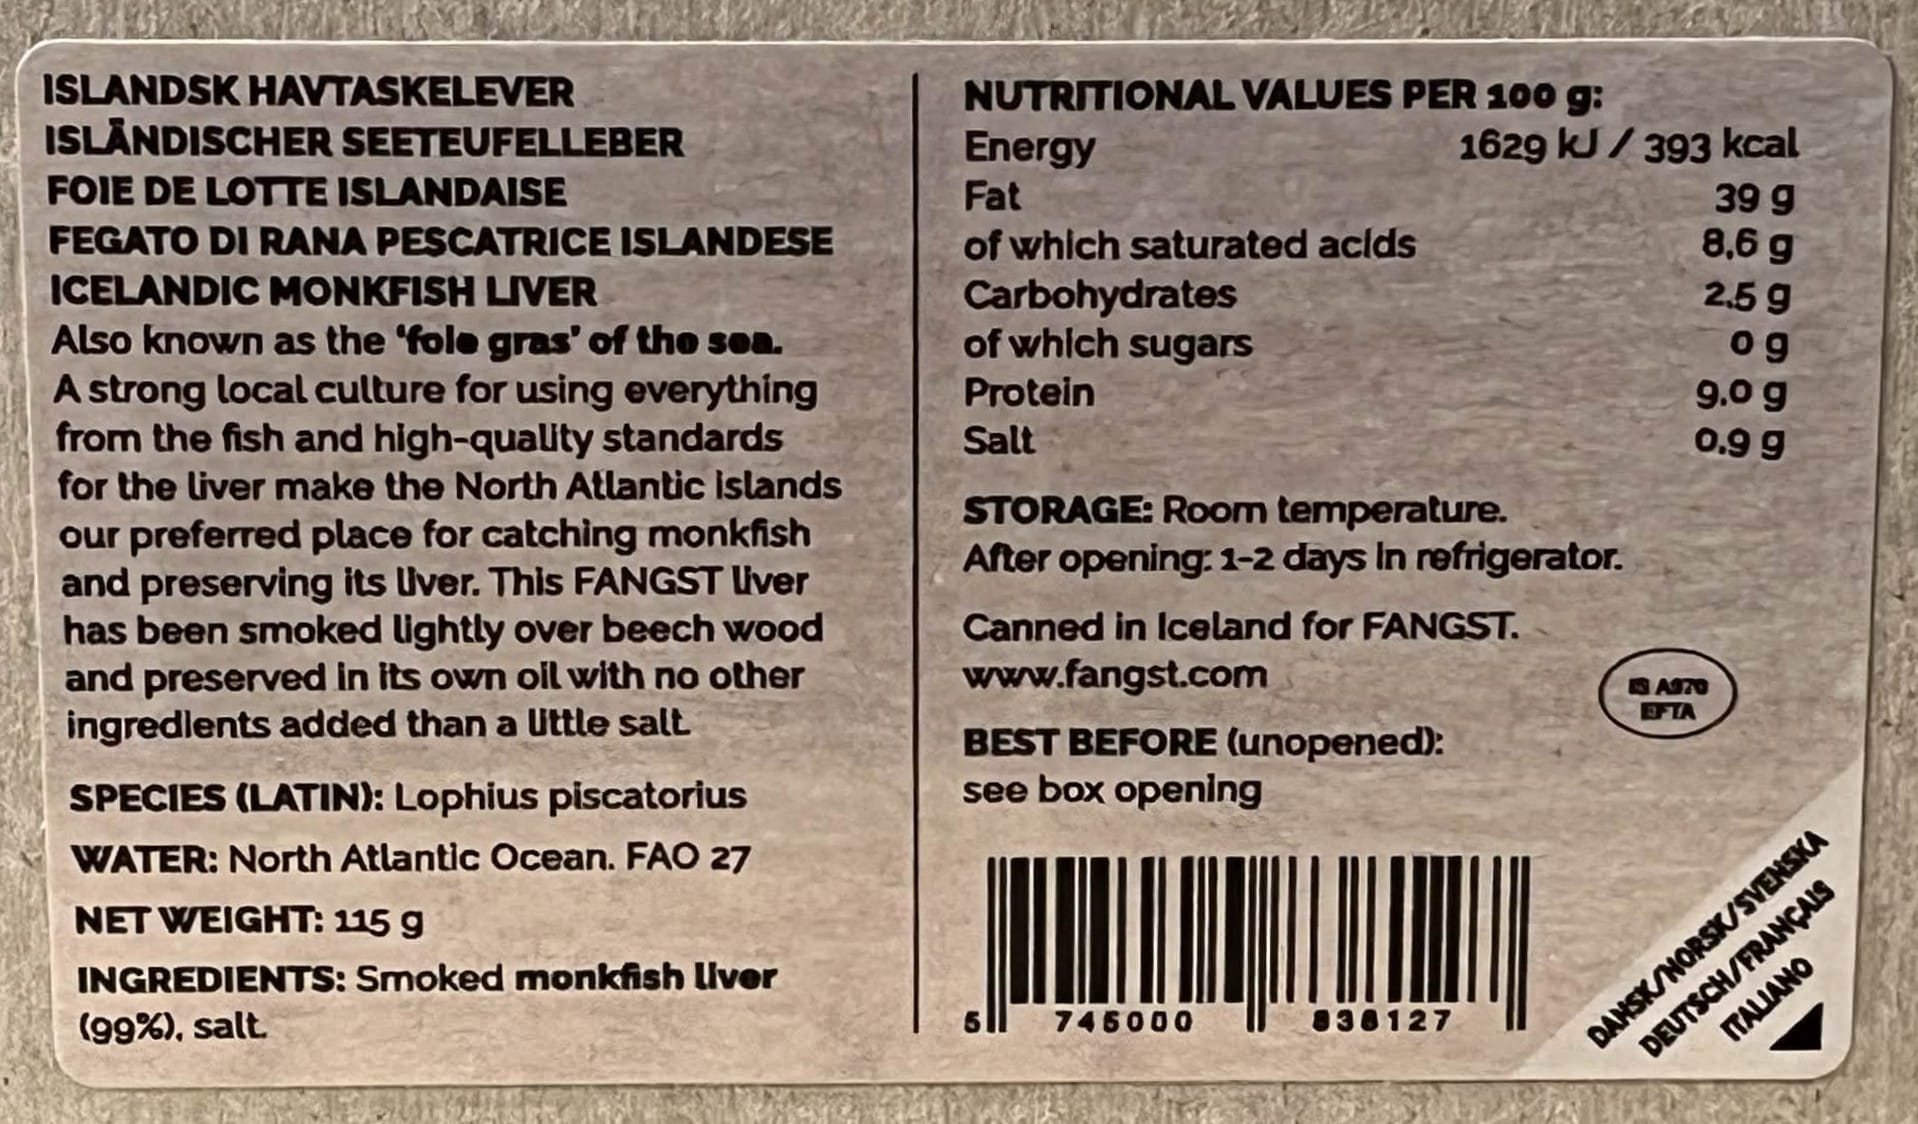 ISLANDSK HAVTASKELEVER
ISLÄNDISCHER SEETEUFELLEBER
FOIE DE LOTTE ISLANDAISE
FEGATO DI RANA PESCATRICE ISLANDESE
ICELANDIC MONKFISH LIVER
Also known as the ‘foie gras’ of the sea.
A strong local culture for using everything
from the fish and high-quality standards
for the liver make the North Atlantic islands
our preferred place for catching monkfish
and preserving its liver. This FANGST liver
has been smoked lightly over beech wood
and preserved in its own oil with no other
ingredients added than a little salt.
SPECIES (LATIN): Lophius piscatorius
WATER: North Atlantic Ocean. FAO 27
NET WEIGHT: 115 g
INGREDIENTS: Smoked monkfish liver
(99%), salt.
NUTRITIONAL VALUES PER 100 g:
Energy 1629 kJ / 393 kcal
Fat 39 g
of which saturated acids 8,6 g
Carbohydrates 2.5 g
of which sugars 0 g
Protein 9.0 g
Salt 0.9 g
STORAGE: Room temperature.
After opening: 1-2 days in refrigerator.
Canned in Iceland for FANGST.
www.fangst.com
IS A970
EFTA
BEST BEFORE (unopened):
see box opening
5 745000 838127
DANSK/NORSK/SVENSKA
DEUTSCH/FRANÇAIS
ITALIANO